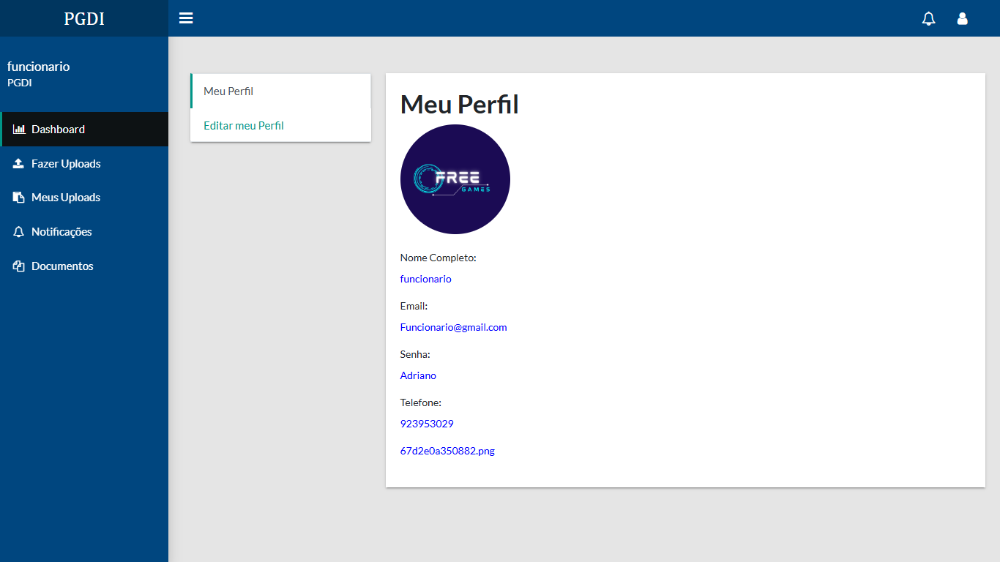 PGDI
funcionario
PGDI
Dashboard
Fazer Uploads
Meus Uploads
Notificações
Documentos
Meu Perfil
Editar meu Perfil
Meu Perfil
FREE
GAMES
Nome Completo:
funcionario
Email:
Funcionario@gmail.com
Senha:
Adriano
Telefone:
923953029
67d2e0a350882.png